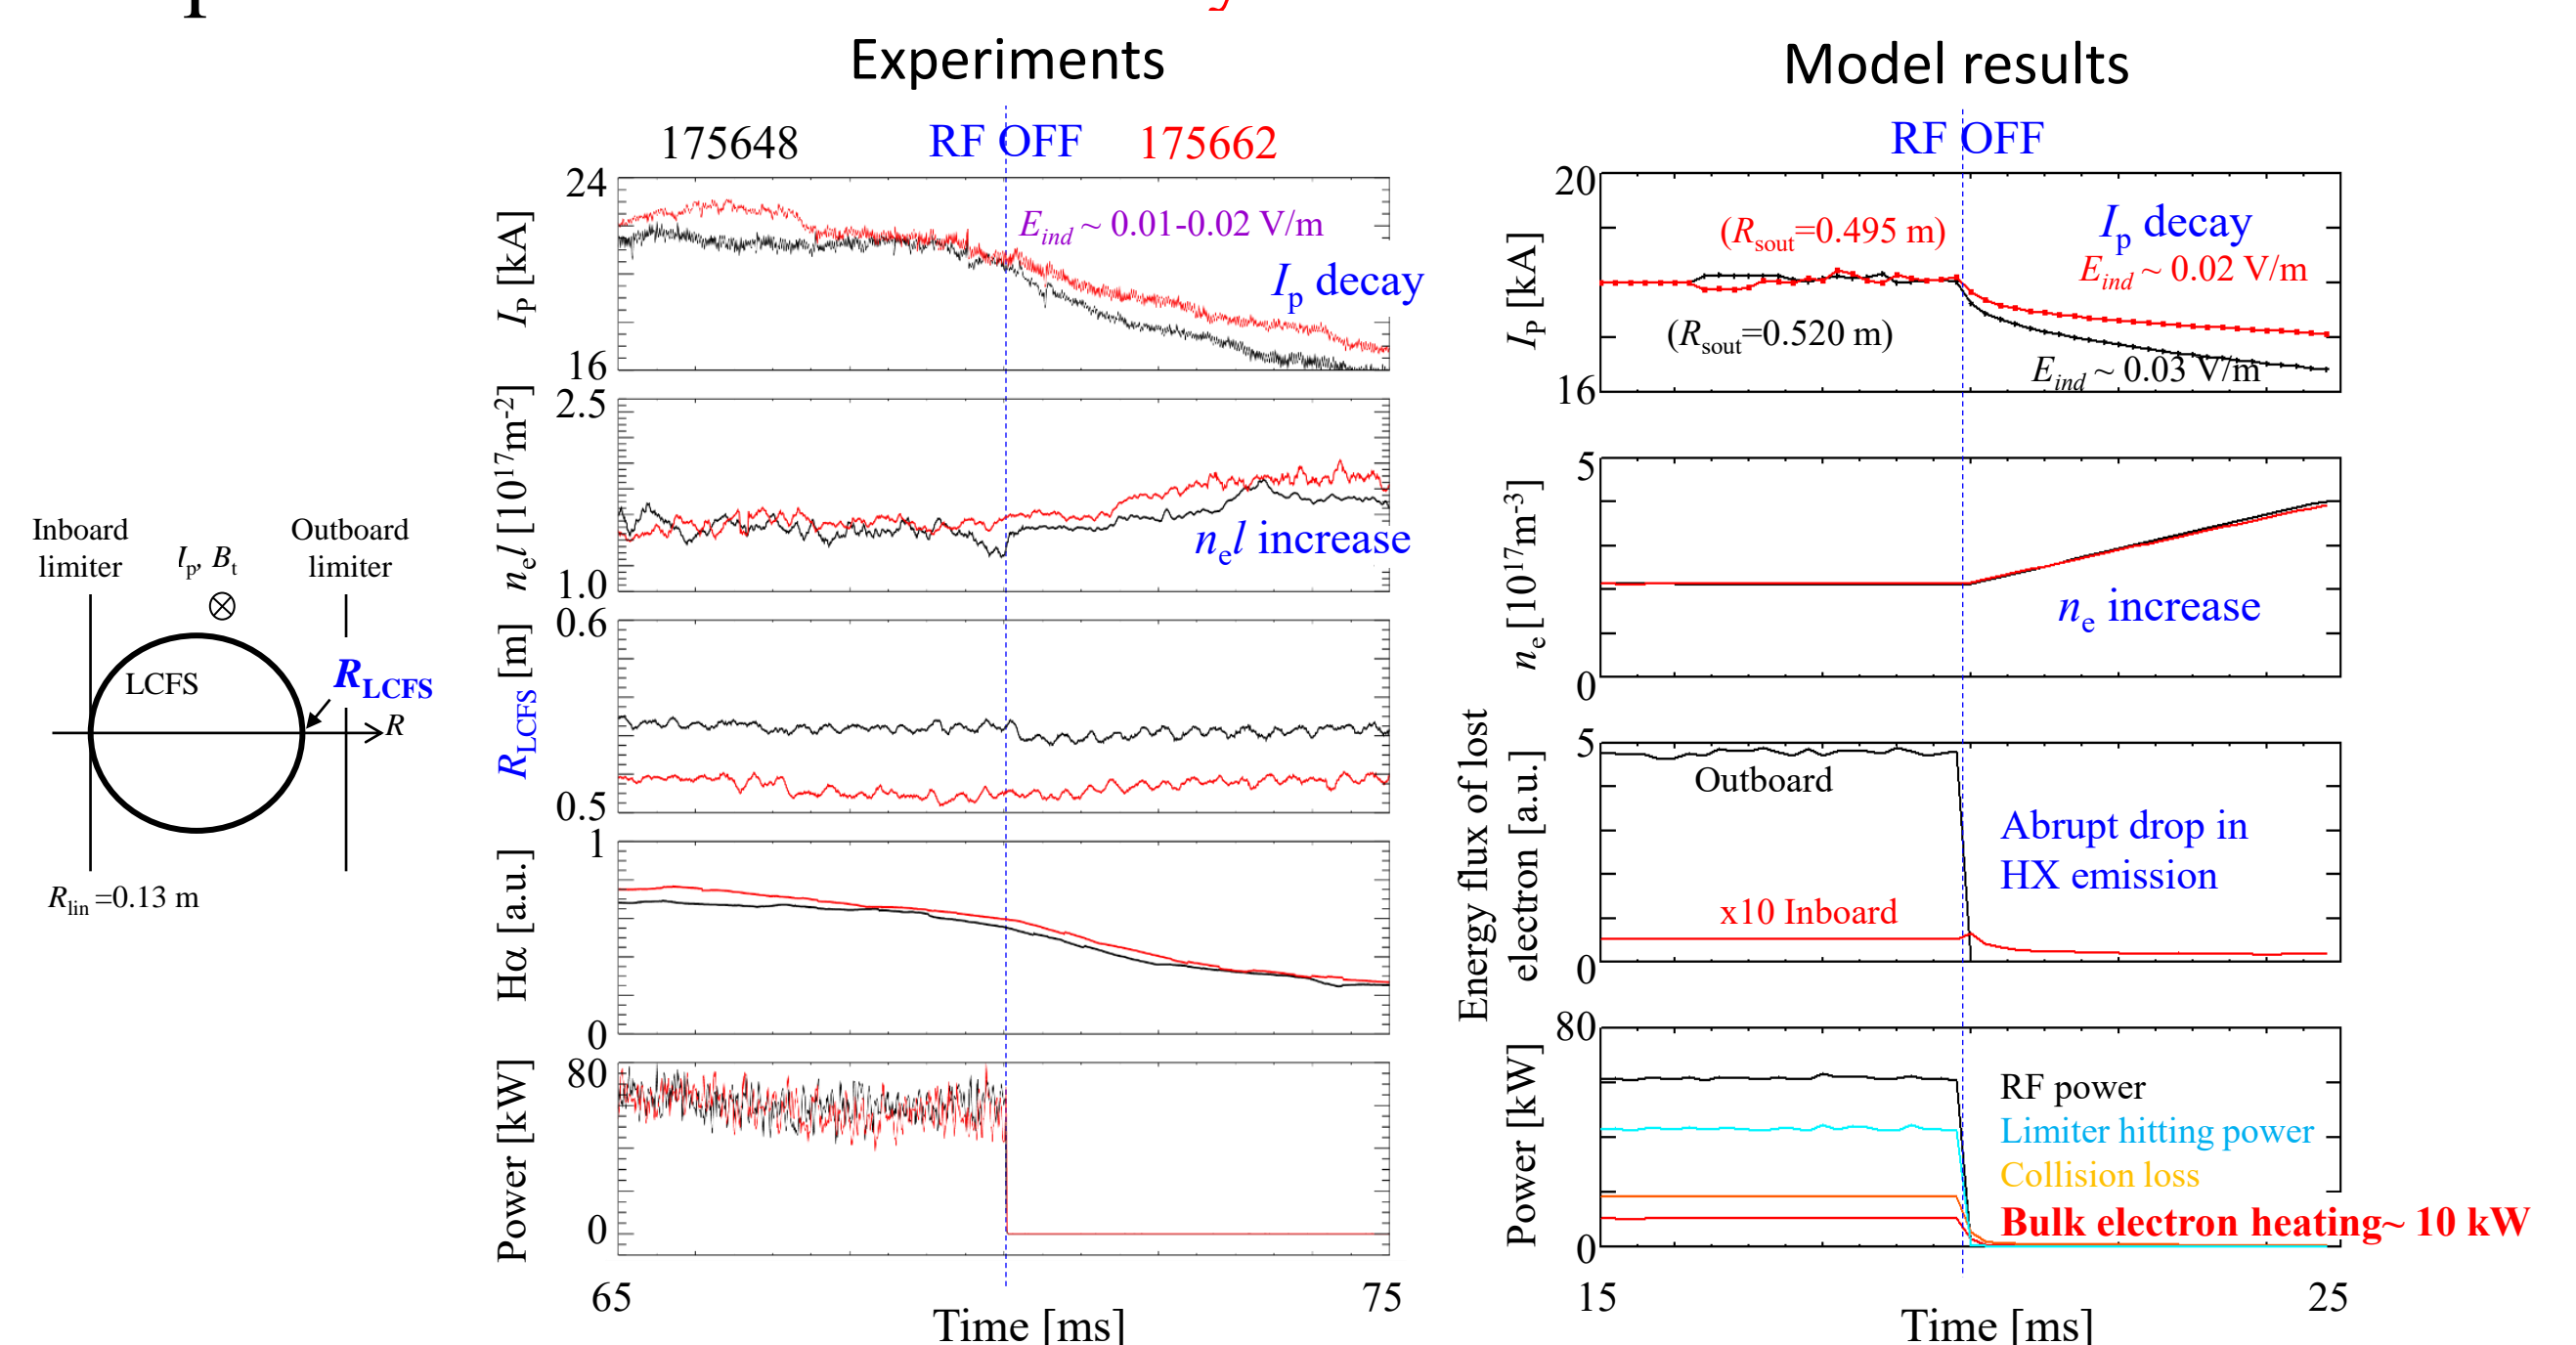 Experiments
Model results
175648
RF OFF
175662
RF OFF
24
16
I_P [kA]
E_ind ~ 0.01-0.02 V/m
I_p decay
20
16
I_P [kA]
(R_sout=0.495 m)
(R_sout=0.520 m)
I_p decay
E_ind ~ 0.02 V/m
E_ind ~ 0.03 V/m
2.5
1.0
n_e l [10^17 m^-2]
n_e l increase
5
0
n_e [10^17 m^-3]
n_e increase
Inboard
limiter
I_p, B_t
Outboard
limiter
LCFS
R_LCFS
R
R_lin =0.13 m
0.6
0.5
R_LCFS [m]
5
0
Energy flux of lost
electron [a.u.]
Outboard
x10 Inboard
Abrupt drop in
HX emission
1
0
Hα [a.u.]
80
0
Power [kW]
80
0
Power [kW]
RF power
Limiter hitting power
Collision loss
Bulk electron heating~ 10 kW
65
75
Time [ms]
15
25
Time [ms]